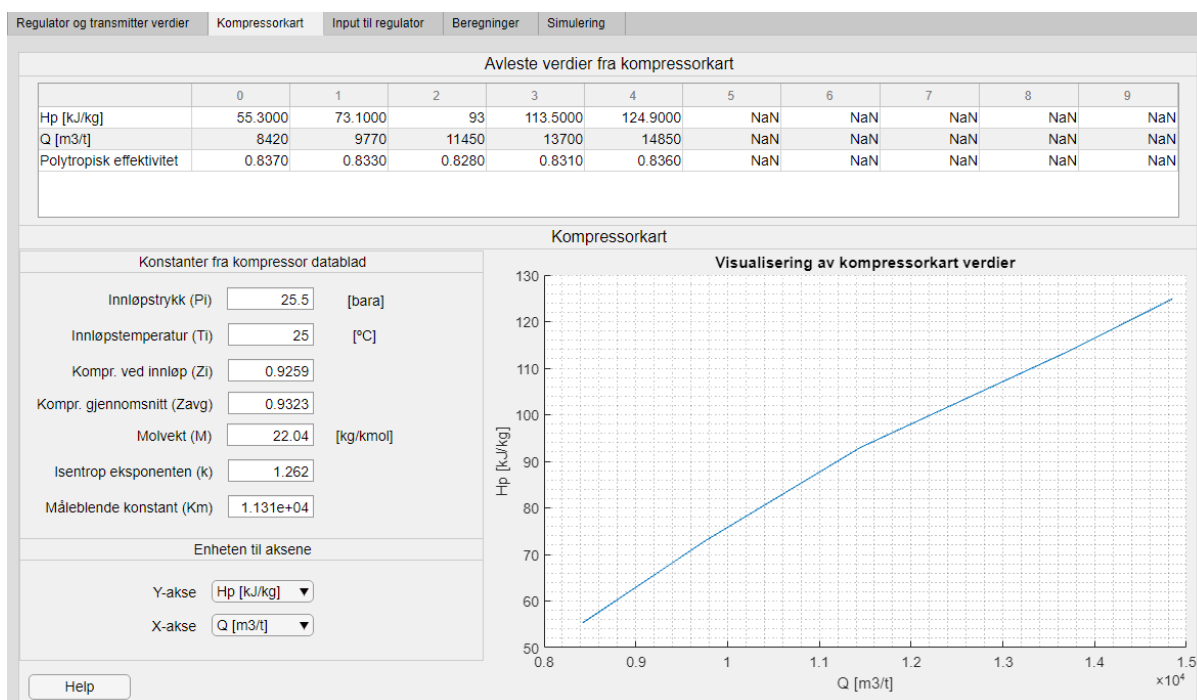 Regulator og transmitter verdier Kompressorkart Input til regulator Beregninger Simulering
Avleste verdier fra kompressorkart
0 1 2 3 4 5 6 7 8 9
Hp [kJ/kg] 55.3000 73.1000 93 113.5000 124.9000 NaN NaN NaN NaN NaN
Q [m3/t] 8420 9770 11450 13700 14850 NaN NaN NaN NaN NaN
Polytropisk effektivitet 0.8370 0.8330 0.8280 0.8310 0.8360 NaN NaN NaN NaN NaN
Kompressorkart
Konstanter fra kompressor datablad
Innløpstrykk (Pi) 25.5 [bara]
Innløpstemperatur (Ti) 25 [ºC]
Kompr. ved innløp (Zi) 0.9259
Kompr. gjennomsnitt (Zavg) 0.9323
Molvekt (M) 22.04 [kg/kmol]
Isentrop eksponenten (k) 1.262
Måleblende konstant (Km) 1.131e+04
Enheten til aksene
Y-akse Hp [kJ/kg] ▼
X-akse Q [m3/t] ▼
Help
Visualisering av kompressorkart verdier
130
120
110
100
90
80
70
60
50
Hp [kJ/kg]
0.8 0.9 1 1.1 1.2 1.3 1.4 1.5
Q [m3/t] ×10⁴